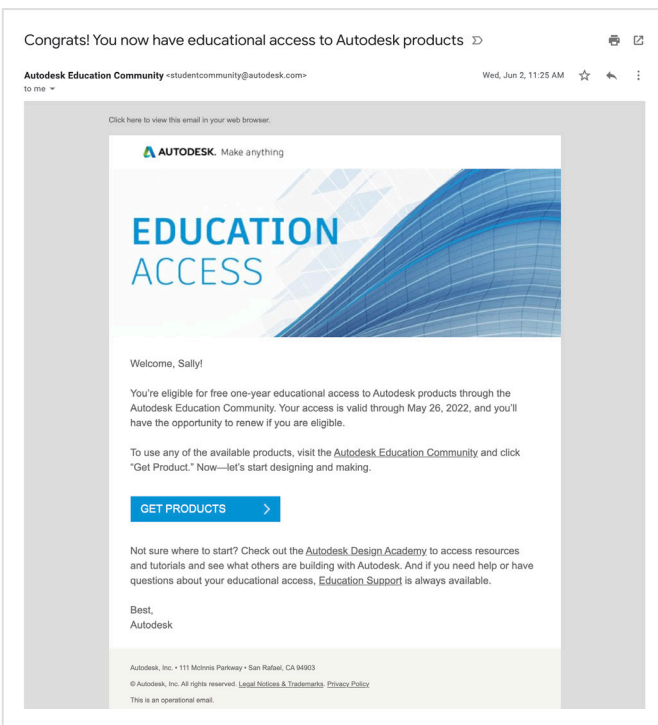 Congrats! You now have educational access to Autodesk products
Autodesk Education Community <studentcommunity@autodesk.com>
Wed, Jun 2, 11:25 AM
to me
Click here to view this email in your web browser.
AUTODESK. Make anything
EDUCATION
ACCESS
Welcome, Sally!
You're eligible for free one-year educational access to Autodesk products through the
Autodesk Education Community. Your access is valid through May 26, 2022, and you'll
have the opportunity to renew if you are eligible.
To use any of the available products, visit the Autodesk Education Community and click
“Get Product.” Now—let's start designing and making.
GET PRODUCTS
Not sure where to start? Check out the Autodesk Design Academy to access resources
and tutorials and see what others are building with Autodesk. And if you need help or have
questions about your educational access, Education Support is always available.
Best,
Autodesk
Autodesk, Inc. • 111 McInnis Parkway • San Rafael, CA 94903
© Autodesk, Inc. All rights reserved. Legal Notices & Trademarks. Privacy Policy
This is an operational email.